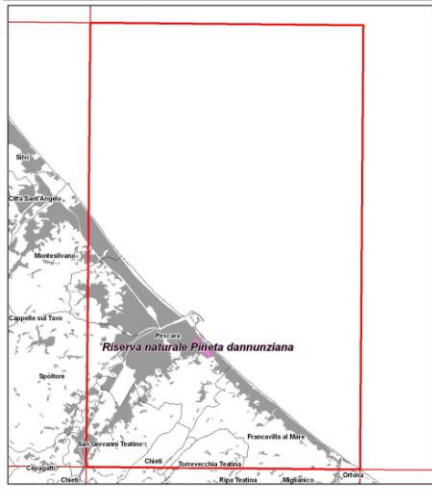 Silvi
Città Sant'Angelo
Montesilvano
Cappelle sul Tavo
Pescara
Riserva naturale Pineta dannunziana
Spoltore
Francavilla al Mare
San Giovanni Teatino
Chieti
Torrevecchia Teatina
Cepagatti
Ortona
Chieti
Ripa Teatina
Miglianico